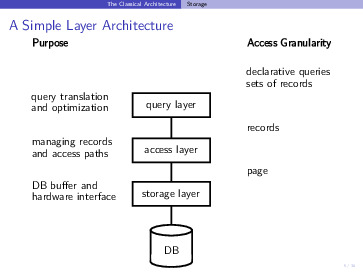 The Classical Architecture Storage
A Simple Layer Architecture
Purpose Access Granularity
declarative queries
sets of records
query translation
and optimization
query layer
records
managing records
and access paths
access layer
page
DB buffer and
hardware interface
storage layer
DB